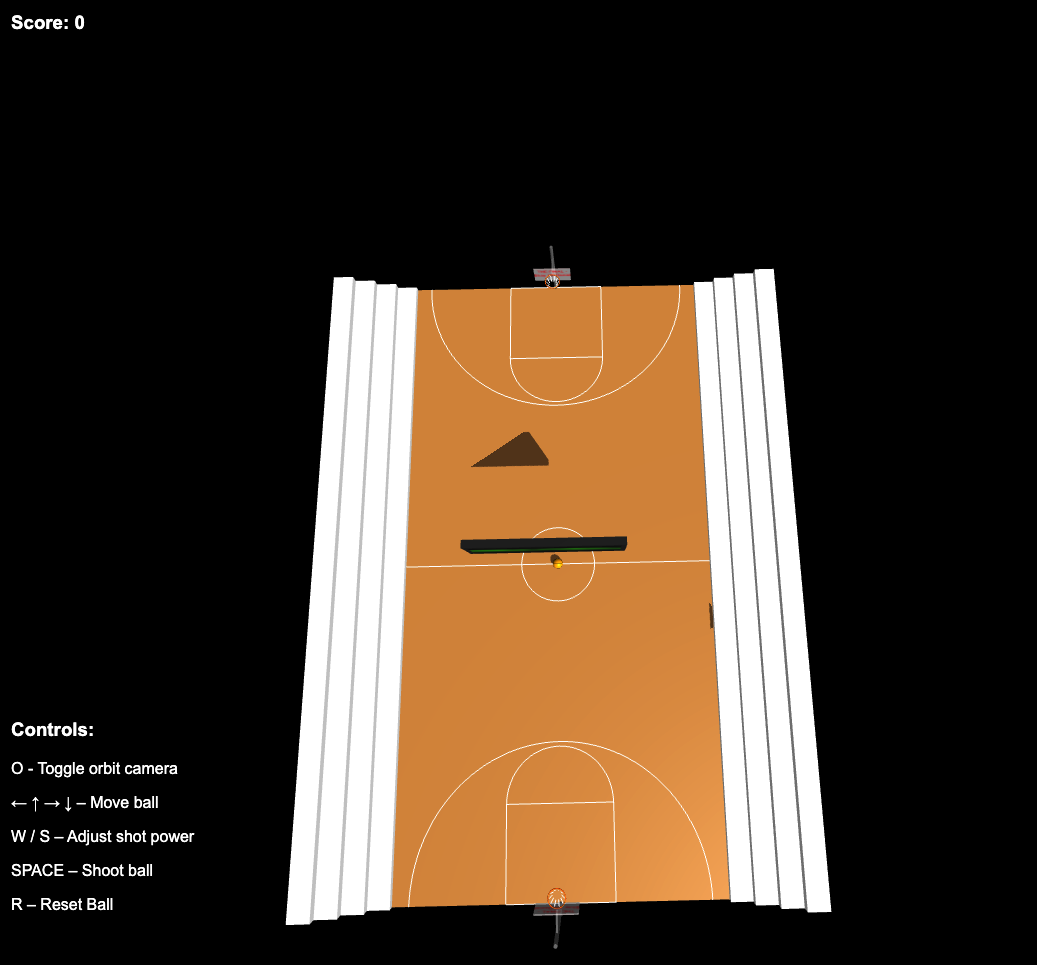 Score: 0
Controls:
O - Toggle orbit camera
← ↑ → ↓ – Move ball
W / S – Adjust shot power
SPACE – Shoot ball
R – Reset Ball